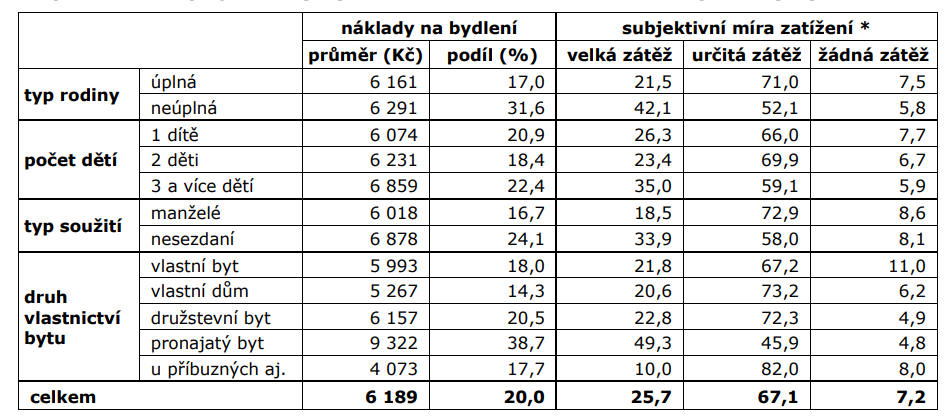 náklady na bydlení subjektivní míra zatížení *
průměr (Kč) podíl (%) velká zátěž určitá zátěž žádná zátěž
typ rodiny
úplná 6 161 17,0 21,5 71,0 7,5
neúplná 6 291 31,6 42,1 52,1 5,8
počet dětí
1 dítě 6 074 20,9 26,3 66,0 7,7
2 děti 6 231 18,4 23,4 69,9 6,7
3 a více dětí 6 859 22,4 35,0 59,1 5,9
typ soužití
manželé 6 018 16,7 18,5 72,9 8,6
nesezdaní 6 878 24,1 33,9 58,0 8,1
druh
vlastnictví
bytu
vlastní byt 5 993 18,0 21,8 67,2 11,0
vlastní dům 5 267 14,3 20,6 73,2 6,2
družstevní byt 6 157 20,5 22,8 72,3 4,9
pronajatý byt 9 322 38,7 49,3 45,9 4,8
u příbuzných aj. 4 073 17,7 10,0 82,0 8,0
celkem 6 189 20,0 25,7 67,1 7,2